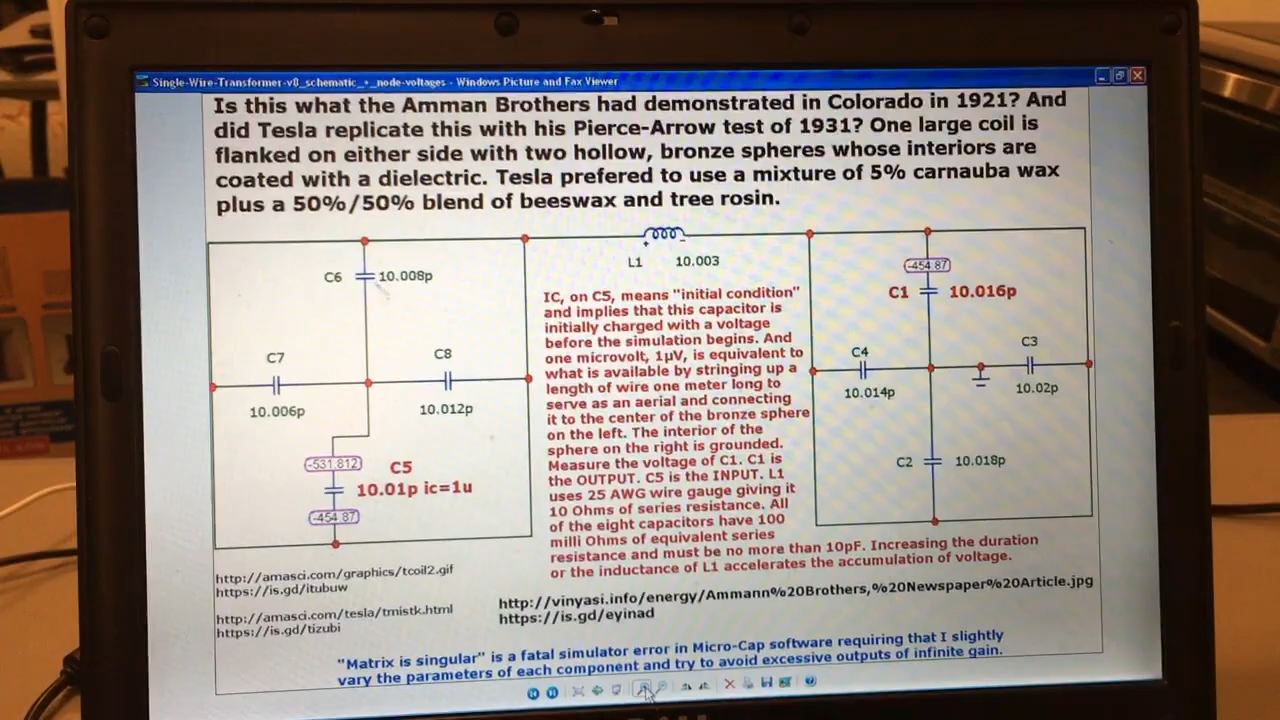 Single-Wire-Transformer-v8_schematic_+_node-voltages - Windows Picture and Fax Viewer
Is this what the Amman Brothers had demonstrated in Colorado in 1921? And
did Tesla replicate this with his Pierce-Arrow test of 1931? One large coil is
flanked on either side with two hollow, bronze spheres whose interiors are
coated with a dielectric. Tesla prefered to use a mixture of 5% carnauba wax
plus a 50%/50% blend of beeswax and tree rosin.
L1 10.003
C6 10.008p
C7
10.006p
C8
10.012p
-531.812
C5
10.01p ic=1u
-454.87
IC, on C5, means "initial condition"
and implies that this capacitor is
initially charged with a voltage
before the simulation begins. And
one microvolt, 1µV, is equivalent to
what is available by stringing up a
length of wire one meter long to
serve as an aerial and connecting
it to the center of the bronze sphere
on the left. The interior of the
sphere on the right is grounded.
Measure the voltage of C1. C1 is
the OUTPUT. C5 is the INPUT. L1
uses 25 AWG wire gauge giving it
10 Ohms of series resistance. All
of the eight capacitors have 100
milli Ohms of equivalent series
resistance and must be no more than 10pF. Increasing the duration
or the inductance of L1 accelerates the accumulation of voltage.
-454.87
C1 10.016p
C4
10.014p
C3
10.02p
C2 10.018p
http://amasci.com/graphics/tcoil2.gif
https://is.gd/itubuw
http://amasci.com/tesla/tmistk.html
https://is.gd/tizubi
http://vinyasi.info/energy/Ammann%20Brothers,%20Newspaper%20Article.jpg
https://is.gd/eyinad
"Matrix is singular" is a fatal simulator error in Micro-Cap software requiring that I slightly
vary the parameters of each component and try to avoid excessive outputs of infinite gain.